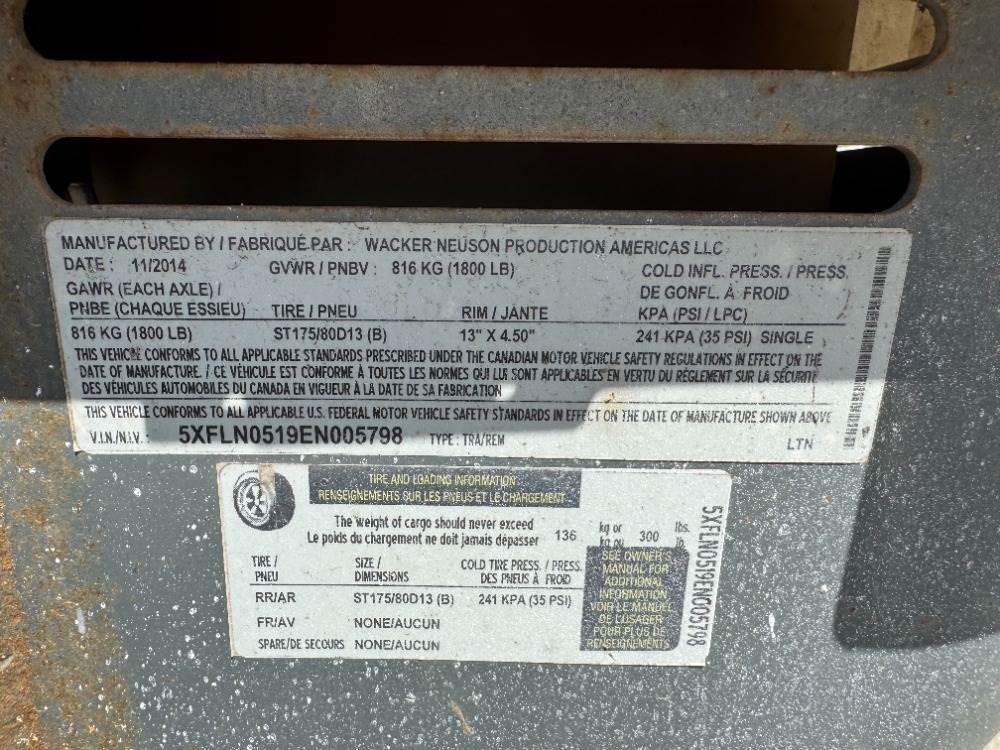 MANUFACTURED BY / FABRIQUÉ PAR : WACKER NEUSON PRODUCTION AMERICAS LLC
DATE : 11/2014 GVWR / PNBV : 816 KG (1800 LB) COLD INFL. PRESS. / PRESS.
GAWR (EACH AXLE) / DE GONFL. À FROID
PNBE (CHAQUE ESSIEU) TIRE / PNEU RIM / JANTE KPA (PSI / LPC)
816 KG (1800 LB) ST175/80D13 (B) 13" X 4.50" 241 KPA (35 PSI) SINGLE
THIS VEHICLE CONFORMS TO ALL APPLICABLE STANDARDS PRESCRIBED UNDER THE CANADIAN MOTOR VEHICLE SAFETY REGULATIONS IN EFFECT ON THE
DATE OF MANUFACTURE. / CE VÉHICULE EST CONFORME À TOUTES LES NORMES QUI LUI SONT APPLICABLES EN VERTU DU RÈGLEMENT SUR LA SÉCURITÉ
DES VÉHICULES AUTOMOBILES DU CANADA EN VIGUEUR À LA DATE DE SA FABRICATION
THIS VEHICLE CONFORMS TO ALL APPLICABLE U.S. FEDERAL MOTOR VEHICLE SAFETY STANDARDS IN EFFECT ON THE DATE OF MANUFACTURE SHOWN ABOVE
V.I.N./N.I.V. : 5XFLN0519EN005798 TYPE : TRA/REM LTN
TIRE AND LOADING INFORMATION
RENSEIGNEMENTS SUR LES PNEUS ET LE CHARGEMENT
The weight of cargo should never exceed 136 kg or 300 lbs.
Le poids du chargement ne doit jamais dépasser kg ou lb.
TIRE / SIZE / COLD TIRE PRESS. / PRESS.
PNEU DIMENSIONS DES PNEUS À FROID
RR/AR ST175/80D13 (B) 241 KPA (35 PSI)
FR/AV NONE/AUCUN
SPARE/DE SECOURS NONE/AUCUN
SEE OWNER'S
MANUAL FOR
ADDITIONAL
INFORMATION
VOIR LE MANUEL
DE L'USAGER
POUR PLUS DE
RENSEIGNEMENTS
5XFLN0519EN005798